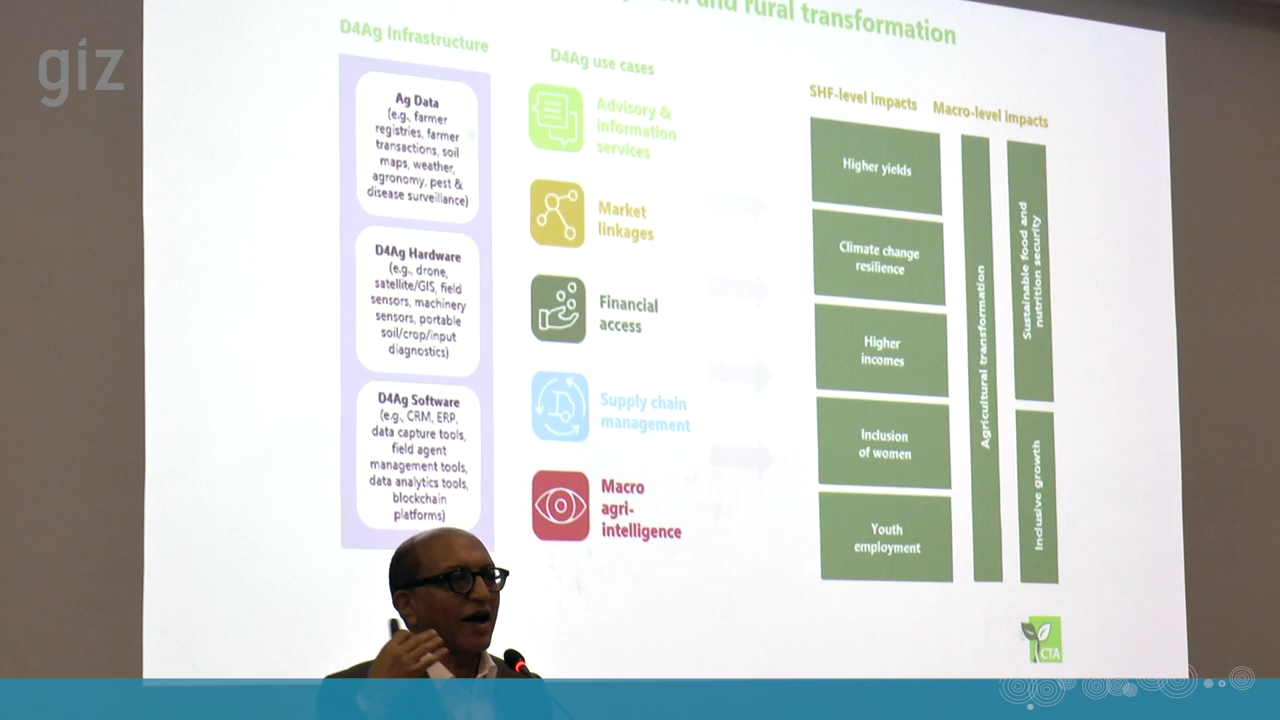 giz
and rural transformation
D4Ag Infrastructure
Ag Data
(e.g., farmer
registries, farmer
transactions, soil
maps, weather,
agronomy, pest &
disease surveillance)
D4Ag Hardware
(e.g., drone,
satellite/GIS, field
sensors, machinery
sensors, portable
soil/crop/input
diagnostics)
D4Ag Software
(e.g., CRM, ERP,
data capture tools,
field agent
management tools,
data analytics tools,
blockchain
platforms)
D4Ag use cases
Advisory &
information
services
Market
linkages
Financial
access
Supply chain
management
Macro
agri-
intelligence
SHF-level impacts
Higher yields
Climate change
resilience
Higher
incomes
Inclusion
of women
Youth
employment
Macro-level impacts
Agricultural transformation
Sustainable food and
nutrition security
Inclusive growth
CTA